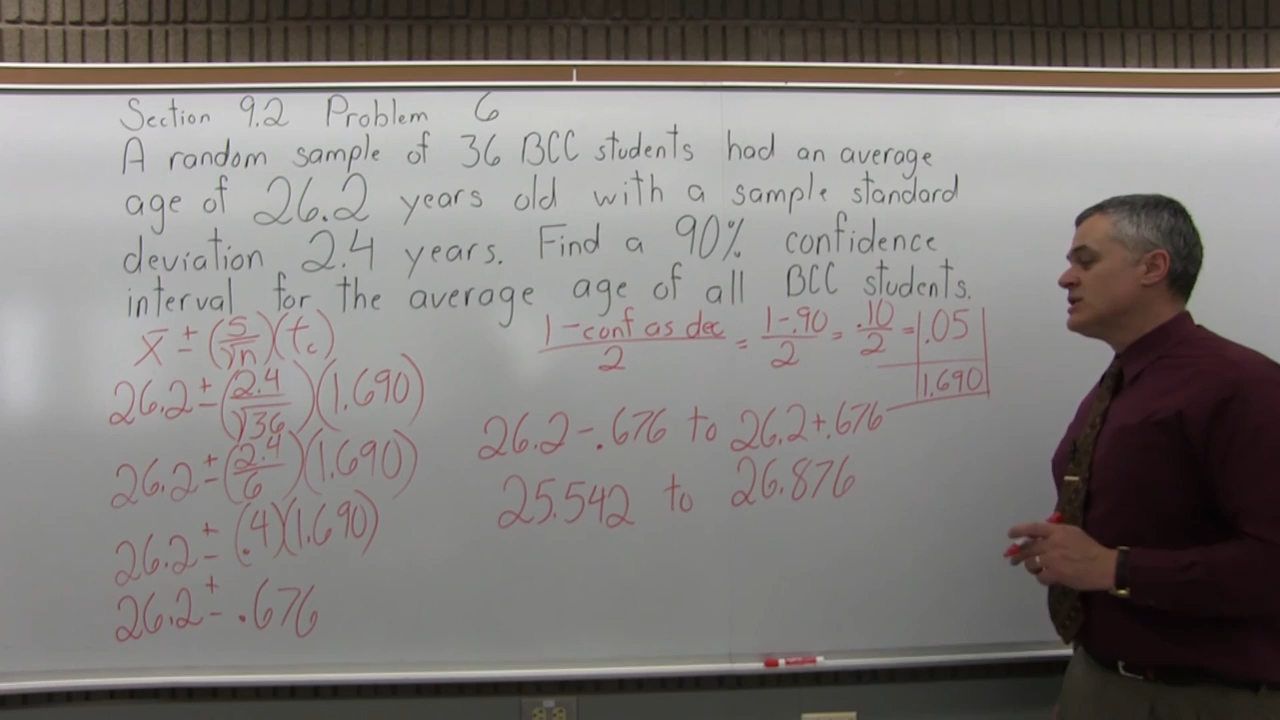 Section 9.2 Problem 6
A random sample of 36 BCC students had an average
age of 26.2 years old with a sample standard
deviation 2.4 years. Find a 90% confidence
interval for the average age of all BCC students.
x̄ ± (s/√n)(t_c)
26.2 ± (2.4/√36)(1.690)
26.2 ± (2.4/6)(1.690)
26.2 ± (.4)(1.690)
26.2 ± .676
(1-conf as dec)/2 = (1-.90)/2 = .10/2 = .05
1.690
26.2-.676 to 26.2+.676
25.542 to 26.876